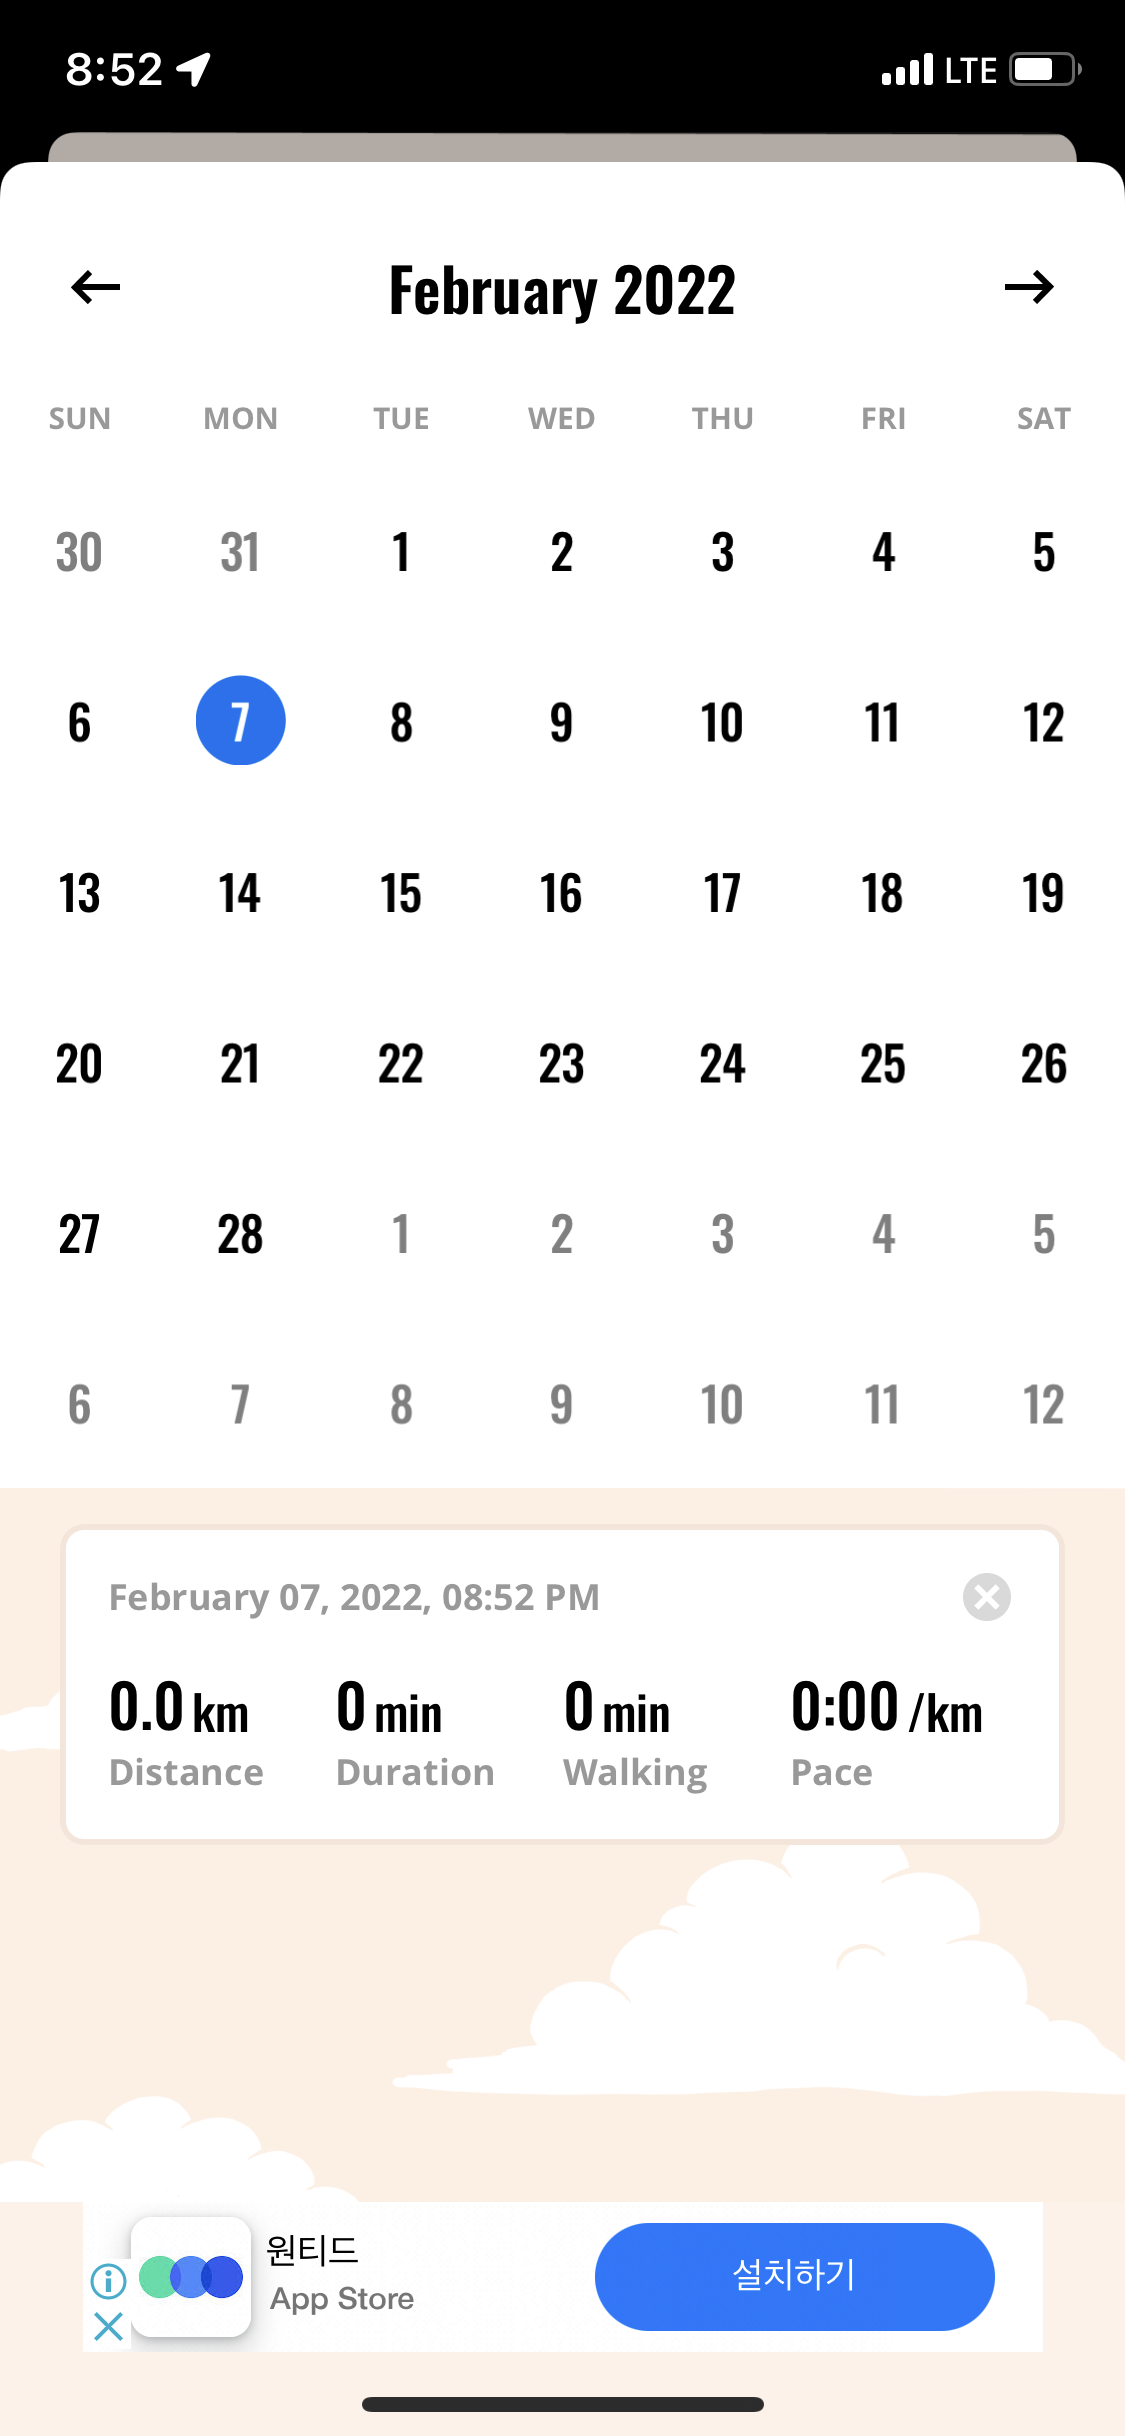 8:52 LTE
February 2022
SUN MON TUE WED THU FRI SAT
30 31 1 2 3 4 5
6 7 8 9 10 11 12
13 14 15 16 17 18 19
20 21 22 23 24 25 26
27 28 1 2 3 4 5
6 7 8 9 10 11 12
February 07, 2022, 08:52 PM
0.0 km 0 min 0 min 0:00 /km
Distance Duration Walking Pace
원티드
App Store
설치하기